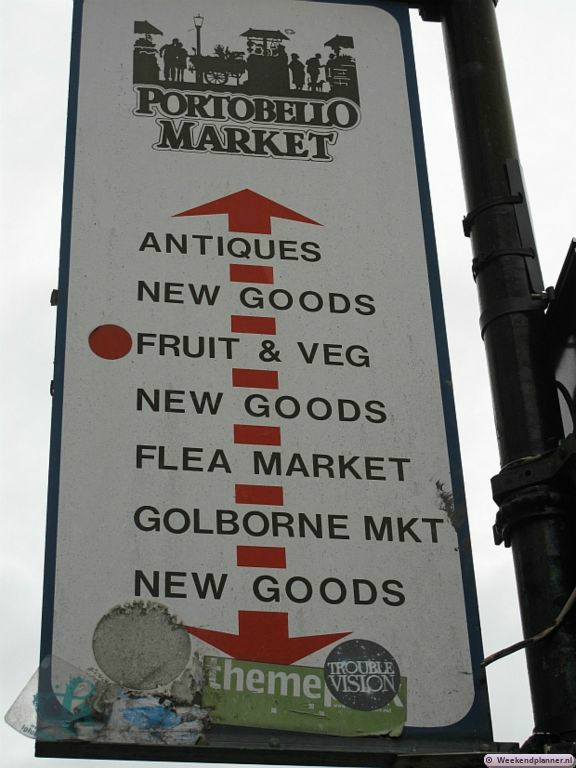 PORTOBELLO
MARKET
ANTIQUES
NEW GOODS
FRUIT & VEG
NEW GOODS
FLEA MARKET
GOLBORNE MKT
NEW GOODS
TROUBLE
VISION
© Weekendplanner.nl